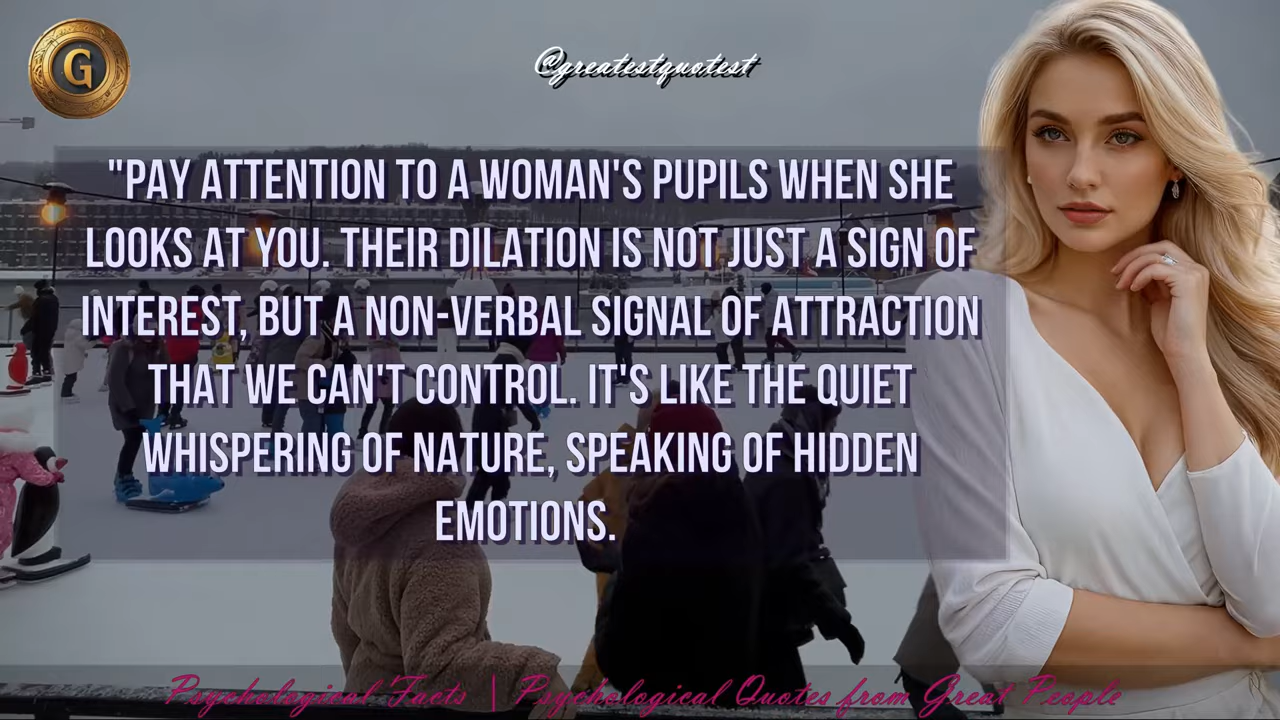 G
@greatestquotest
"PAY ATTENTION TO A WOMAN'S PUPILS WHEN SHE
LOOKS AT YOU. THEIR DILATION IS NOT JUST A SIGN OF
INTEREST, BUT A NON-VERBAL SIGNAL OF ATTRACTION
THAT WE CAN'T CONTROL. IT'S LIKE THE QUIET
WHISPERING OF NATURE, SPEAKING OF HIDDEN
EMOTIONS.
Psychological Facts | Psychological Quotes from Great People